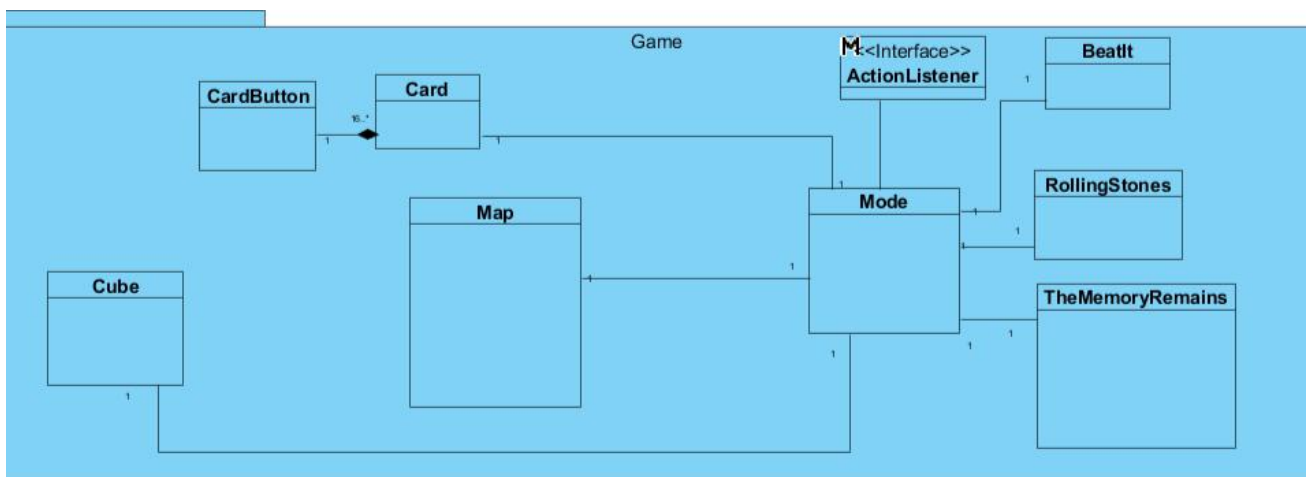 Game
M
<<Interface>>
ActionListener
BeatIt
1
CardButton
Card
16..*
1
1
1
RollingStones
1
Mode
1
1
Map
1
1
Cube
TheMemoryRemains
1
1
1
1